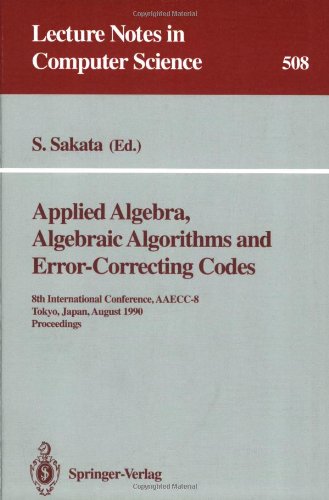 Lecture Notes in
Computer Science
508
S. Sakata (Ed.)
Applied Algebra,
Algebraic Algorithms and
Error-Correcting Codes
8th International Conference, AAECC-8
Tokyo, Japan, August 1990
Proceedings
Springer-Verlag